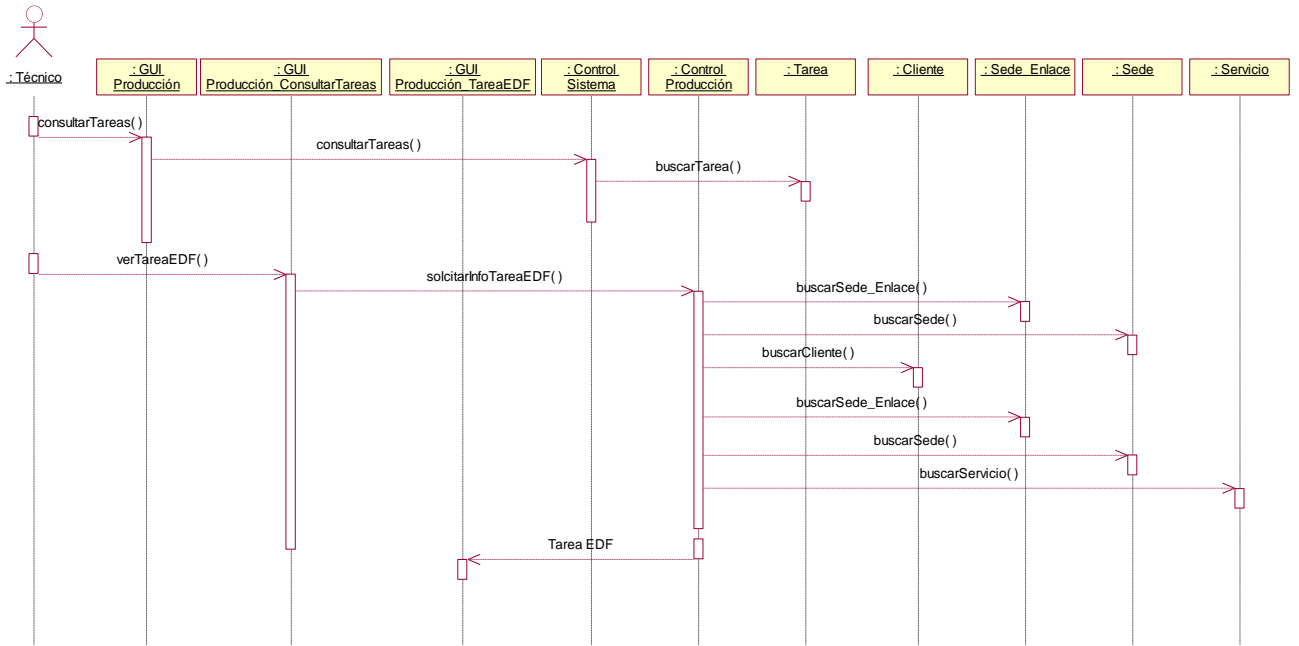 : Técnico
: GUI
Producción
: GUI
Producción_ConsultarTareas
: GUI
Producción_TareaEDF
: Control
Sistema
: Control
Producción
: Tarea
: Cliente
: Sede_Enlace
: Sede
: Servicio
consultarTareas( )
consultarTareas( )
buscarTarea( )
verTareaEDF( )
solcitarInfoTareaEDF( )
buscarSede_Enlace( )
buscarSede( )
buscarCliente( )
buscarSede_Enlace( )
buscarSede( )
buscarServicio( )
Tarea EDF